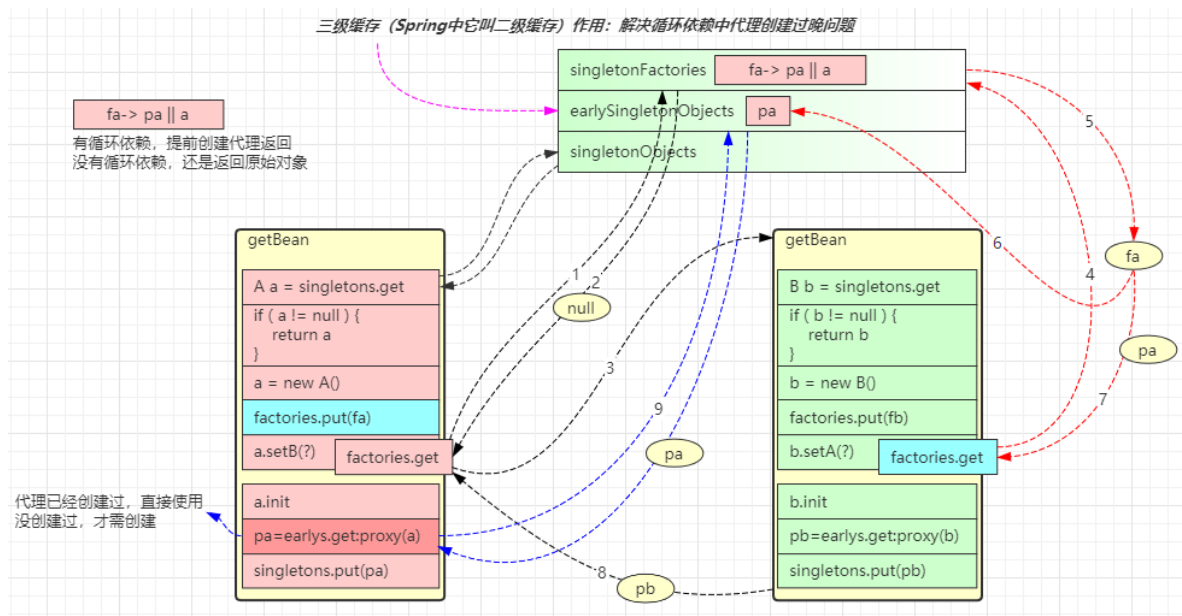 三级缓存（Spring中它叫二级缓存）作用：解决循环依赖中代理创建过晚问题
singletonFactories
fa-> pa || a
earlySingletonObjects
pa
singletonObjects
fa-> pa || a
有循环依赖，提前创建代理返回
没有循环依赖，还是返回原始对象
5
6
fa
4
pa
7
getBean
A a = singletons.get
if ( a != null ) {
return a
}
a = new A()
factories.put(fa)
a.setB(?)
factories.get
a.init
pa=earlys.get:proxy(a)
singletons.put(pa)
代理已经创建过，直接使用
没创建过，才需创建
1
2
null
3
9
pa
8
pb
getBean
B b = singletons.get
if ( b != null ) {
return b
}
b = new B()
factories.put(fb)
b.setA(?)
factories.get
b.init
pb=earlys.get:proxy(b)
singletons.put(pb)